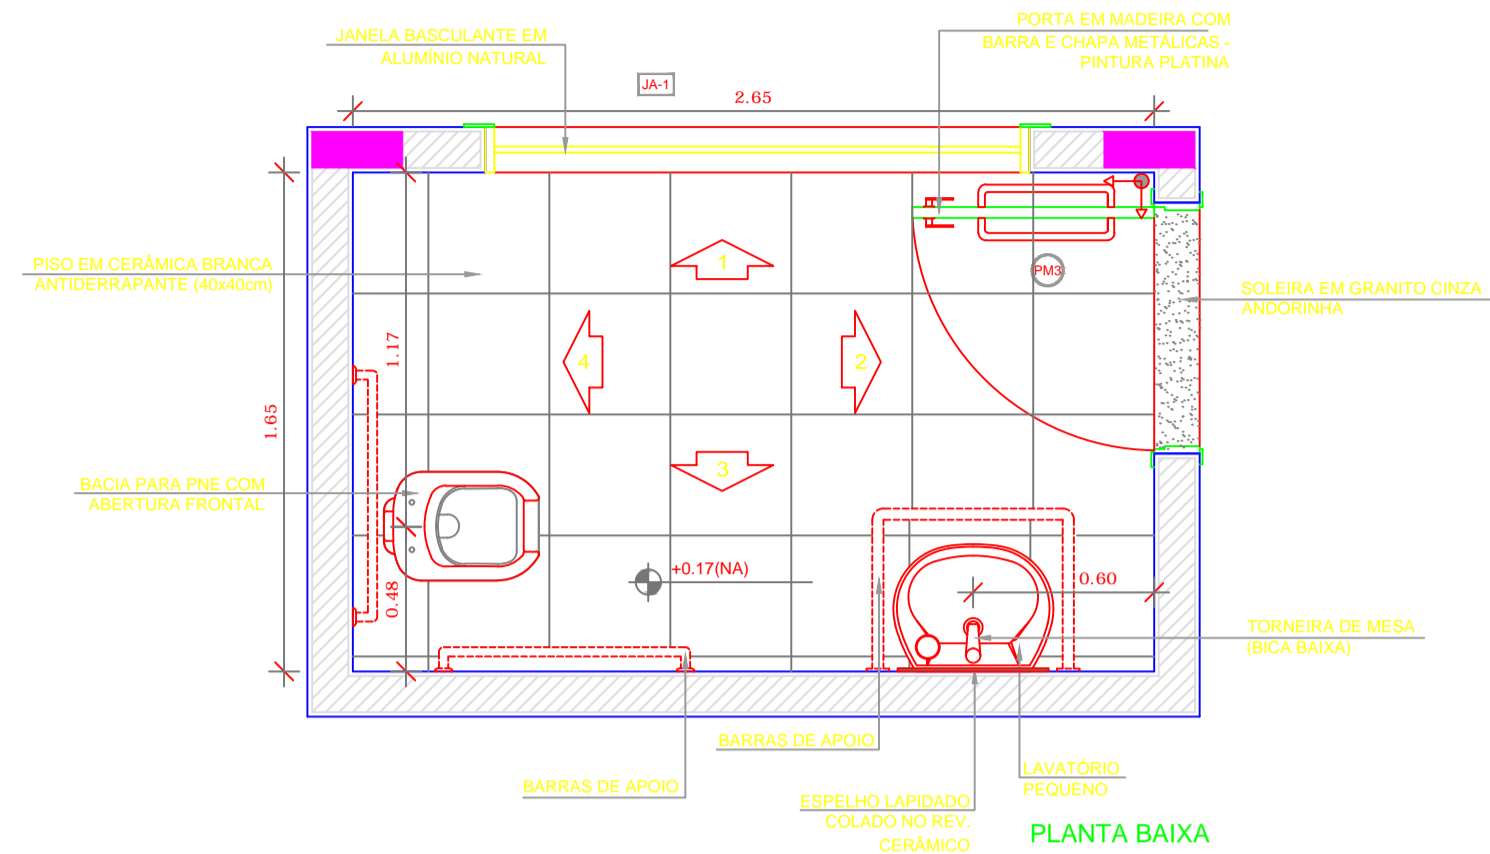 JANELA BASCULANTE EM
ALUMÍNIO NATURAL
JA-1
2.65
PORTA EM MADEIRA COM
BARRA E CHAPA METÁLICAS -
PINTURA PLATINA
PISO EM CERÂMICA BRANCA
ANTIDERRAPANTE (40x40cm)
1
PM3
SOLEIRA EM GRANITO CINZA
ANDORINHA
1.17
4
2
1.65
3
BACIA PARA PNE COM
ABERTURA FRONTAL
+0.17(NA)
0.60
0.48
TORNEIRA DE MESA
(BICA BAIXA)
BARRAS DE APOIO
BARRAS DE APOIO
LAVATÓRIO
PEQUENO
ESPELHO LAPIDADO
COLADO NO REV.
CERÂMICO
PLANTA BAIXA